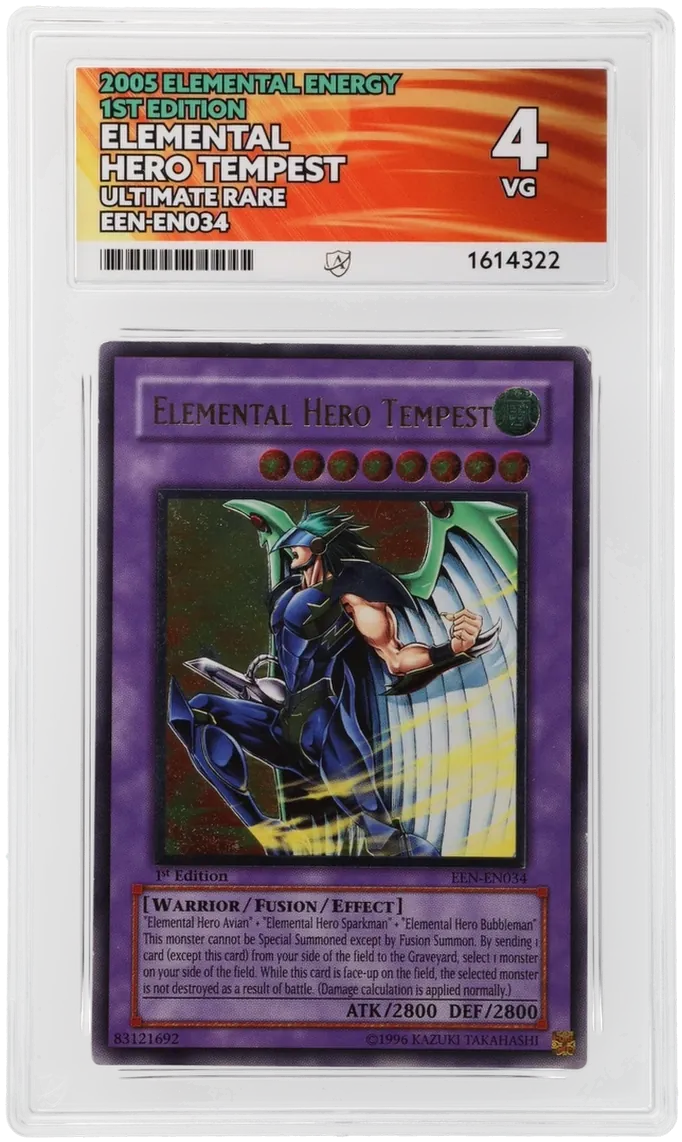 2005 ELEMENTAL ENERGY
1ST EDITION
ELEMENTAL
HERO TEMPEST
ULTIMATE RARE
EEN-EN034
4
VG
1614322
ELEMENTAL HERO TEMPEST
1st Edition
EEN-EN034
[WARRIOR/FUSION/EFFECT]
"Elemental Hero Avian" + "Elemental Hero Sparkman" + "Elemental Hero Bubbleman"
This monster cannot be Special Summoned except by Fusion Summon. By sending 1
card (except this card) from your side of the field to the Graveyard, select 1 monster
on your side of the field. While this card is face-up on the field, the selected monster
is not destroyed as a result of battle. (Damage calculation is applied normally.)
ATK/2800 DEF/2800
83121692
©1996 KAZUKI TAKAHASHI